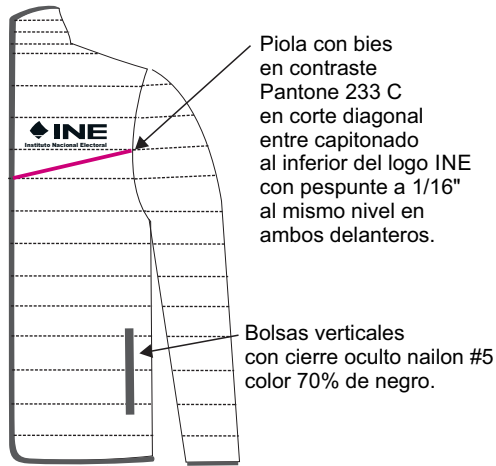 Piola con bies
en contraste
Pantone 233 C
en corte diagonal
entre capitonado
al inferior del logo INE
con pespunte a 1/16"
al mismo nivel en
ambos delanteros.
INE
Instituto Nacional Electoral
Bolsas verticales
con cierre oculto nailon #5
color 70% de negro.